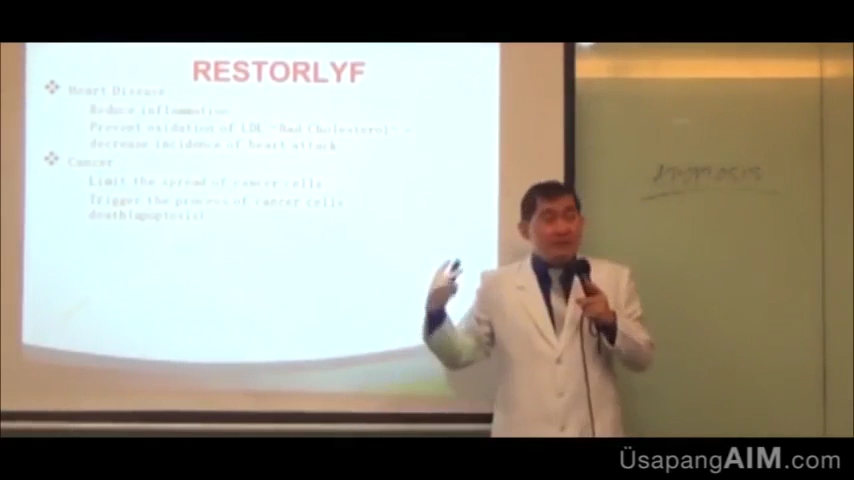 RESTORLYF
Heart Disease
Reduce inflammation
Prevent oxidation of LDL "Bad Cholesterol"
decrease incidence of heart attack
Cancer
Limit the spread of cancer cells
Trigger the process of cancer cells
death(apoptosis)
APOPTOSIS
ÜsapangAIM.com